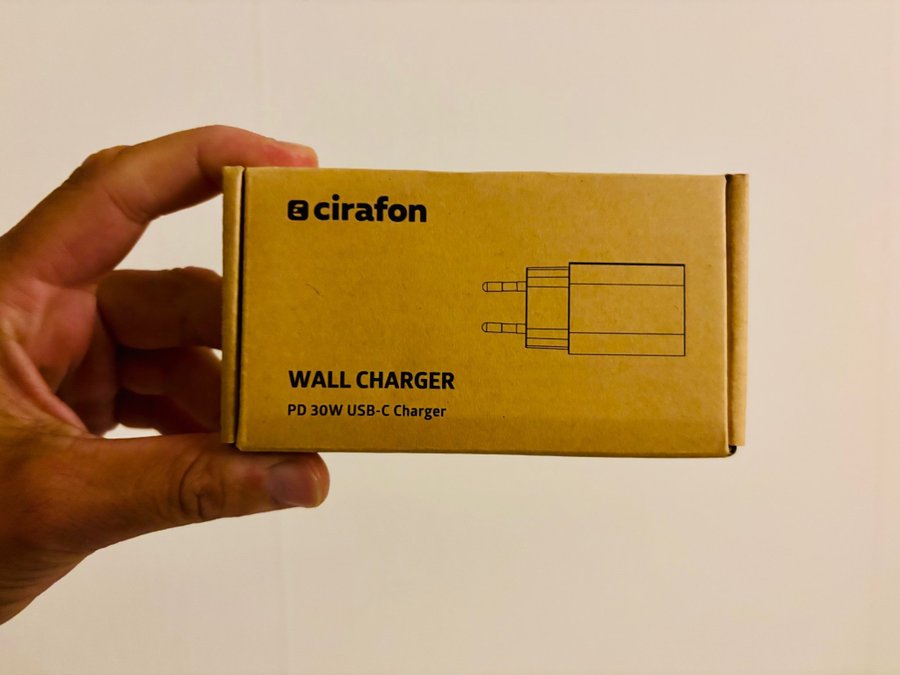 cirafon
WALL CHARGER
PD 30W USB-C Charger